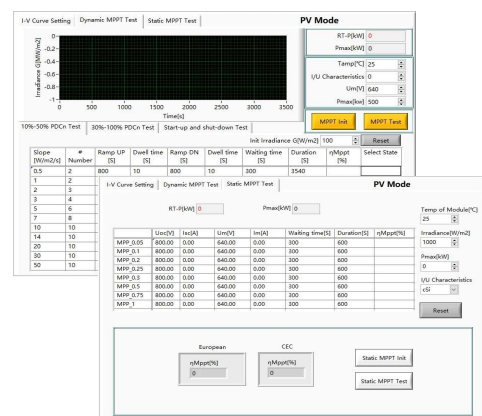 I-V Curve Setting Dynamic MPPT Test Static MPPT Test PV Mode
Irradiance G[MW/m2]
0
-0.2
-0.4
-0.6
-0.8
-1
0 500 1000 1500 2000 2500 3000 3500
Time[s]
RT-P[kW] 0
Pmax[kW] 0
Tamp[℃] 25
I/U Characteristics 0
Um[V] 640
Pmax[kw] 500
MPPT Init MPPT Test
10%-50% PDCn Test 30%-100% PDCn Test Start-up and shut-down Test
Init Irradiance G[W/m2] 100 Reset
Slope [W/m2/s] # Number Ramp UP [S] Dwell time [S] Ramp DN [S] Dwell time [S] Waiting time [S] Duration [S] ηMppt [%] Select State
0.5 2 800 10 800 10 300 3540
1 2
2 3
3 4
5 6
7 8
10 10
14 10
20 10
30 10
50 10
I-V Curve Setting Dynamic MPPT Test Static MPPT Test PV Mode
RT-P[kW] 0 Pmax[kW] 0
Temp of Module[℃]
25
Irradiance[W/m2]
1000
Pmax[kW]
0
I/U Characteristics
cSi
Reset
Uoc[V] Isc[A] Um[V] Im[A] Waiting time[S] Duration[S] ηMppt[%]
MPP_0.05 800.00 0.00 640.00 0.00 300 600
MPP_0.1 800.00 0.00 640.00 0.00 300 600
MPP_0.2 800.00 0.00 640.00 0.00 300 600
MPP_0.25 800.00 0.00 640.00 0.00 300 600
MPP_0.3 800.00 0.00 640.00 0.00 300 600
MPP_0.5 800.00 0.00 640.00 0.00 300 600
MPP_0.75 800.00 0.00 640.00 0.00 300 600
MPP_1 800.00 0.00 640.00 0.00 300 600
European CEC
ηMppt[%] ηMppt[%]
0 0
Static MPPT Init
Static MPPT Test